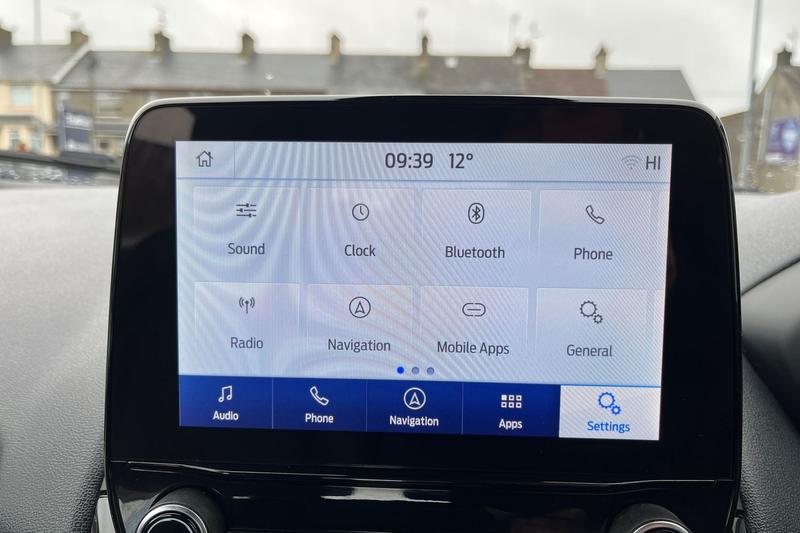 09:39 12° HI
Sound Clock Bluetooth Phone
Radio Navigation Mobile Apps General
Audio Phone Navigation Apps Settings